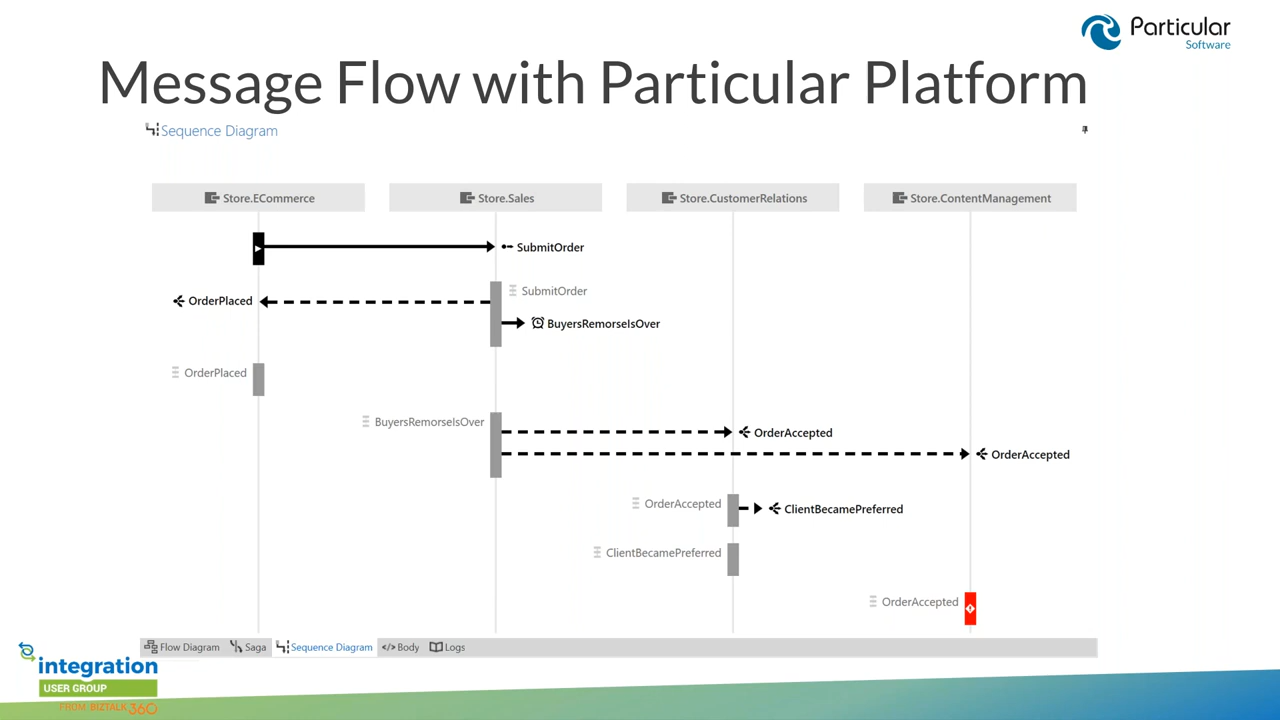 Particular
Software
Message Flow with Particular Platform
Sequence Diagram
Store.ECommerce
Store.Sales
Store.CustomerRelations
Store.ContentManagement
SubmitOrder
SubmitOrder
OrderPlaced
BuyersRemorseIsOver
OrderPlaced
BuyersRemorseIsOver
OrderAccepted
OrderAccepted
OrderAccepted
ClientBecamePreferred
ClientBecamePreferred
OrderAccepted
Flow Diagram Saga Sequence Diagram </> Body Logs
integration
USER GROUP
FROM BIZTALK360